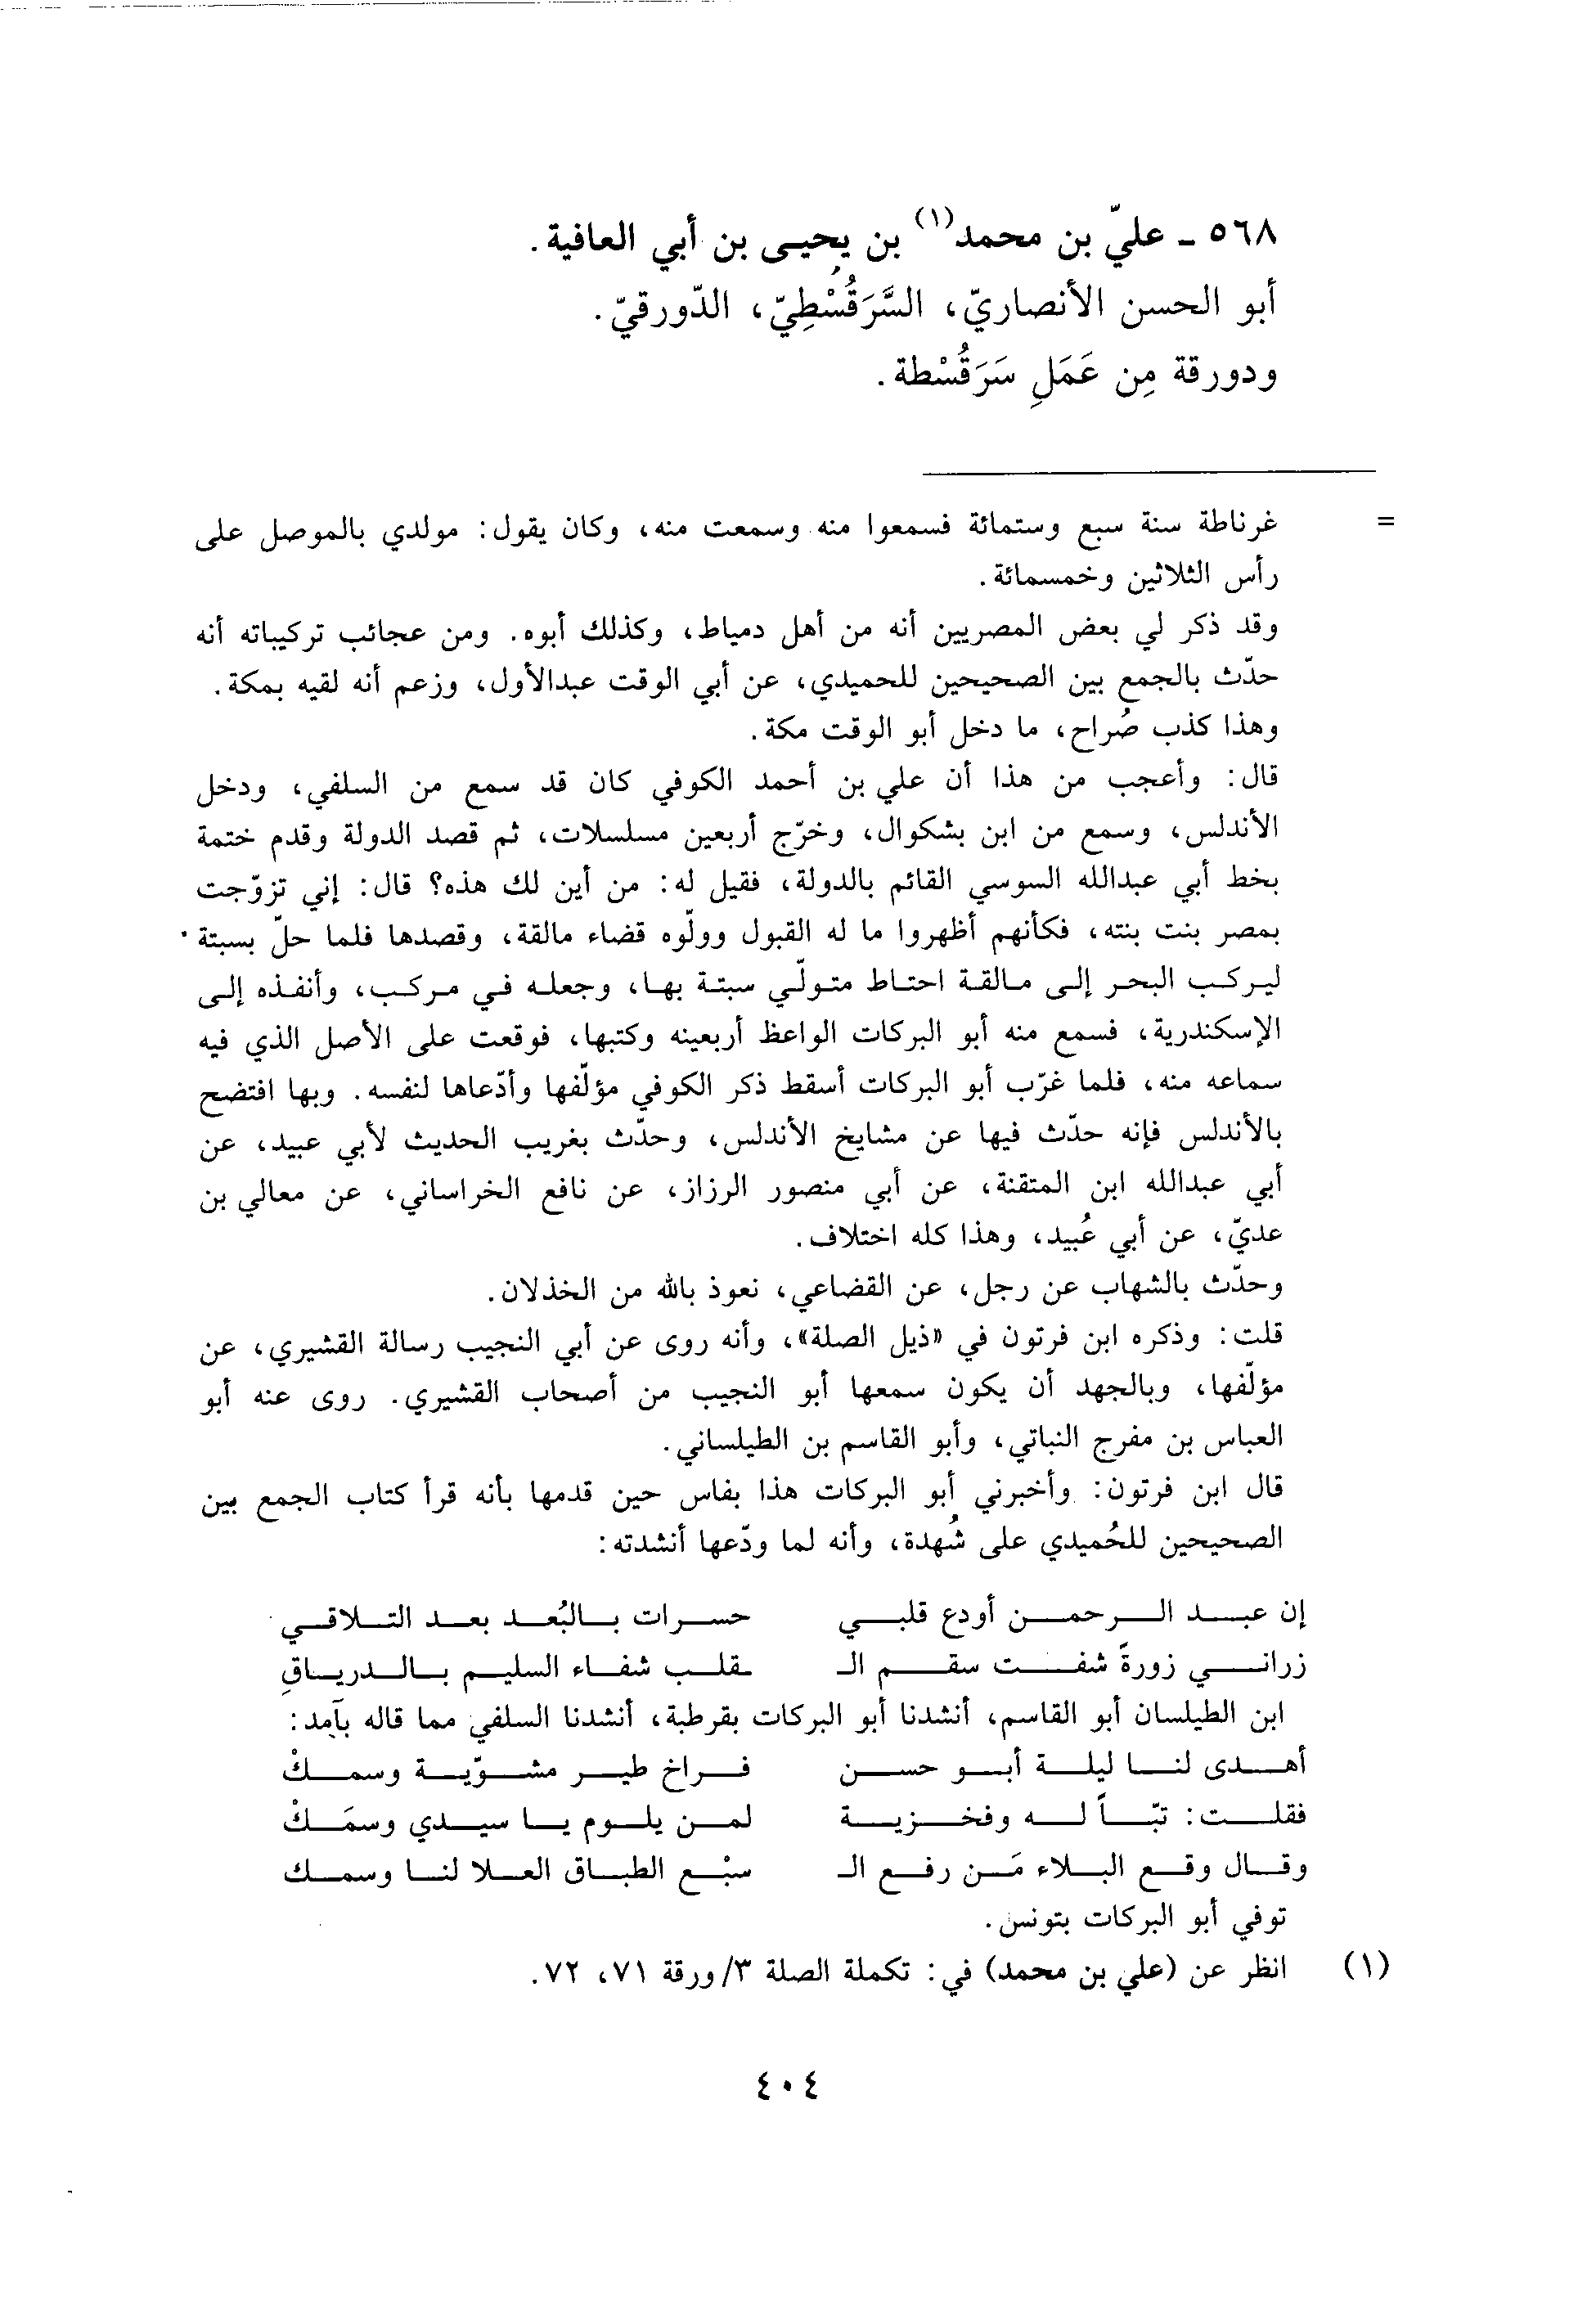 ٥٦٨ ـ عليّ بن محمد(١) بن يحيـى بن أبي العافية.
أبو الحسن الأنصاريّ، السَّرَقُسْطِيّ، الدّورقيّ.
ودورقة مِن عَمَلِ سَرَقُسْطة.
= غرناطة سنة سبع وستمائة فسمعوا منه وسمعت منه، وكان يقول: مولدي بالموصل على
رأس الثلاثين وخمسمائة.
وقد ذكر لي بعض المصريين أنه من أهل دمياط، وكذلك أبوه. ومن عجائب تركيباته أنه
حدّث بالجمع بين الصحيحين للحميدي، عن أبي الوقت عبدالأول، وزعم أنه لقيه بمكة.
وهذا كذب صُراح، ما دخل أبو الوقت مكة.
قال: وأعجب من هذا أن علي بن أحمد الكوفي كان قد سمع من السلفي، ودخل
الأندلس، وسمع من ابن بشكوال، وخرّج أربعين مسلسلات، ثم قصد الدولة وقدم ختمة
بخط أبي عبدالله السوسي القائم بالدولة، فقيل له: من أين لك هذه؟ قال: إني تزوّجت
بمصر بنت بنته، فكأنهم أظهروا ما له القبول وولّوه قضاء مالقة، وقصدها فلما حلّ بسبتة
ليركب البحر إلى مالقة احتاط متولّي سبتة بها، وجعله في مركب، وأنفذه إلى
الإسكندرية، فسمع منه أبو البركات الواعظ أربعينه وكتبها، فوقعت على الأصل الذي فيه
سماعه منه، فلما غرّب أبو البركات أسقط ذكر الكوفي مؤلّفها وأدّعاها لنفسه. وبها افتضح
بالأندلس فإنه حدّث فيها عن مشايخ الأندلس، وحدّث بغريب الحديث لأبي عبيد، عن
أبي عبدالله ابن المتقنة، عن أبي منصور الرزاز، عن نافع الخراساني، عن معالي بن
عديّ، عن أبي عُبيد، وهذا كله اختلاف.
وحدّث بالشهاب عن رجل، عن القضاعي، نعوذ بالله من الخذلان.
قلت: وذكره ابن فرتون في «ذيل الصلة»، وأنه روى عن أبي النجيب رسالة القشيري، عن
مؤلّفها، وبالجهد أن يكون سمعها أبو النجيب من أصحاب القشيري. روى عنه أبو
العباس بن مفرج النباتي، وأبو القاسم بن الطيلساني.
قال ابن فرتون: وأخبرني أبو البركات هذا بفاس حين قدمها بأنه قرأ كتاب الجمع بين
الصحيحين للحُميدي على شُهدة، وأنه لما ودّعها أنشدته:
إن عبد الرحمن أودع قلبي حسرات بالبُعد بعد التلاقي
زراني زورةً شفت سقم الـ ـقلب شفاء السليم بالدرياقِ
ابن الطيلسان أبو القاسم، أنشدنا أبو البركات بقرطبة، أنشدنا السلفي مما قاله بآمد:
أهدى لنا ليلة أبو حسن فراخ طير مشوّية وسمكْ
فقلت: تبّاً له وفخزية لمن يلوم يا سيدي وسمَكْ
وقال وقع البلاء مَن رفع الـ سبْع الطباق العلا لنا وسمك
توفي أبو البركات بتونس.
(١) انظر عن (علي بن محمد) في: تكملة الصلة ٣/ ورقة ٧١، ٧٢.
٤٠٤